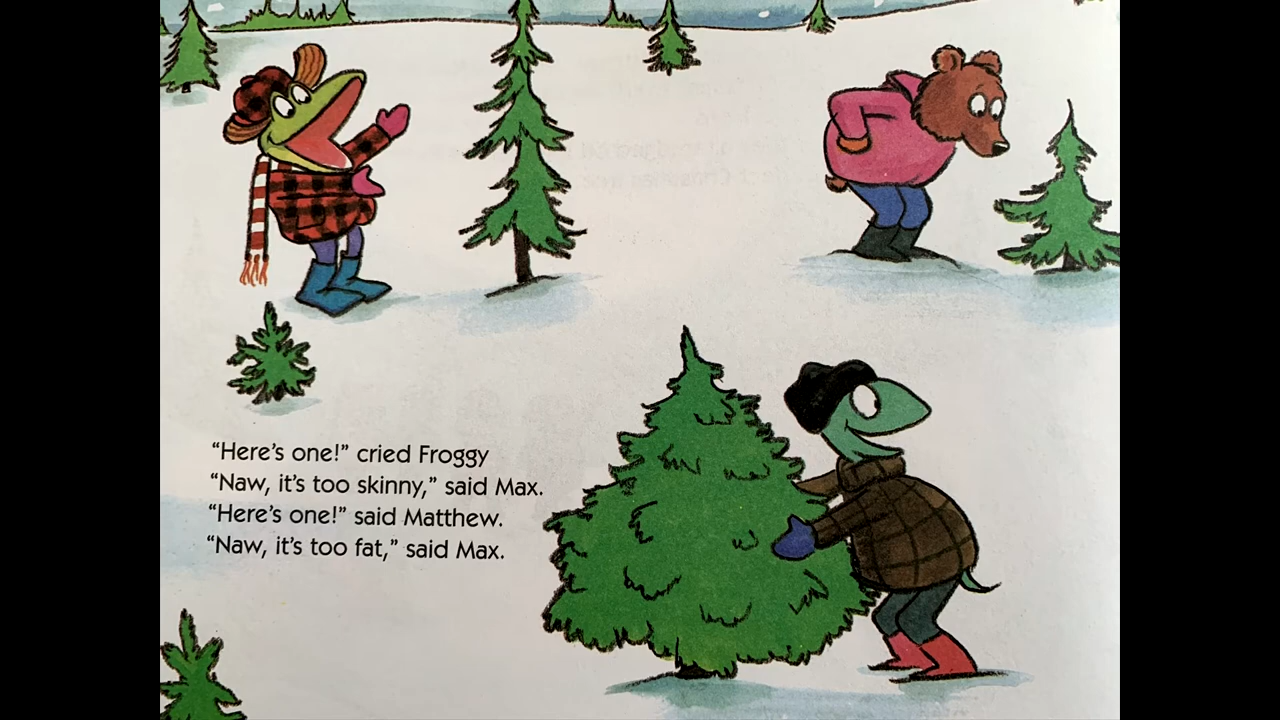 “Here’s one!” cried Froggy
“Naw, it’s too skinny,” said Max.
“Here’s one!” said Matthew.
“Naw, it’s too fat,” said Max.